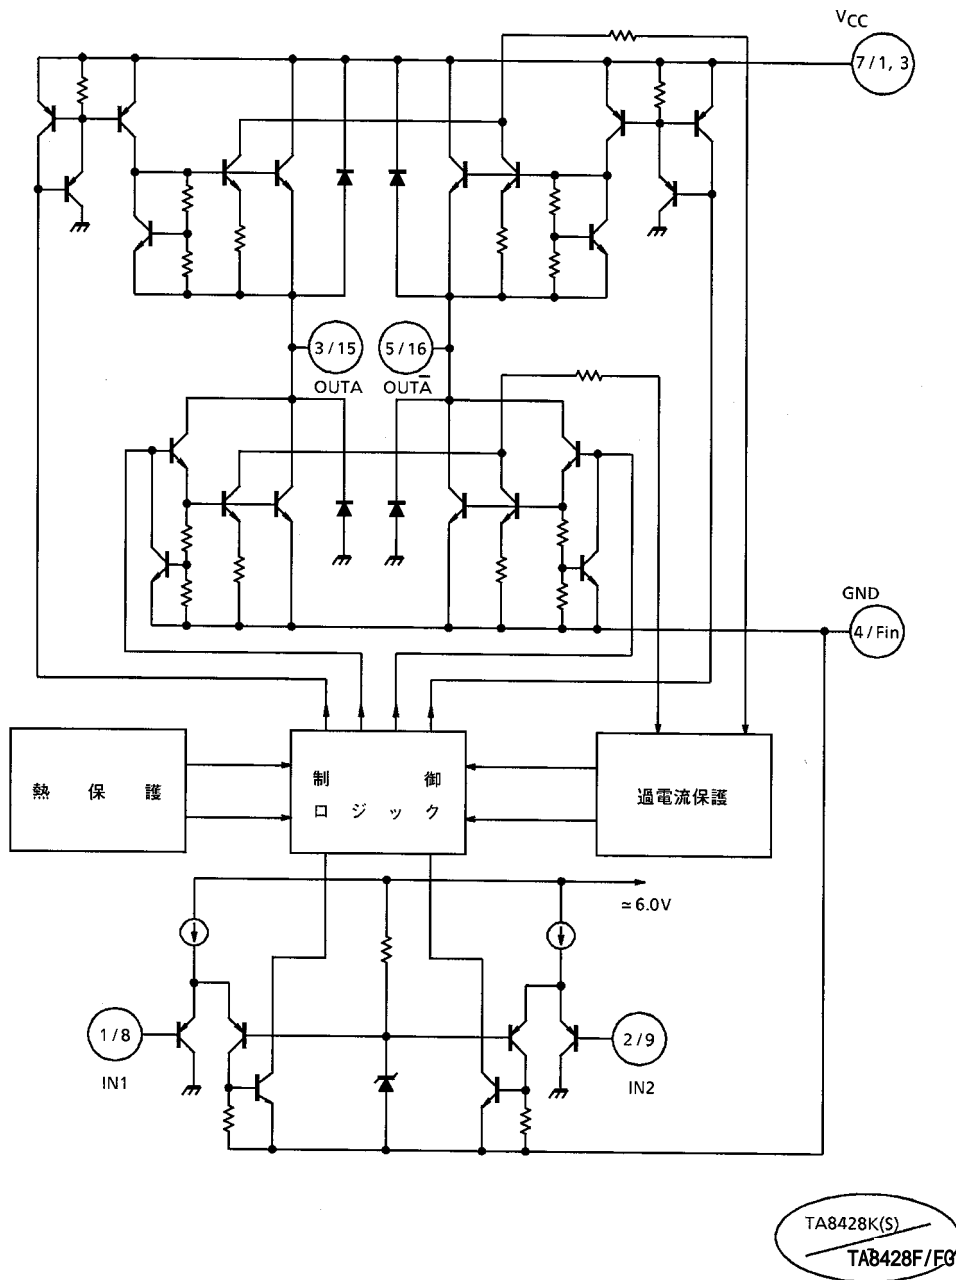 VCC
7/1, 3
3/15
5/16
OUTA
OUTA̅
GND
4/Fin
熱 保 護
制 御
ロ ジ ッ ク
過電流保護
≃6.0V
1/8
2/9
IN1
IN2
TA8428K(S)
TA8428F/FG